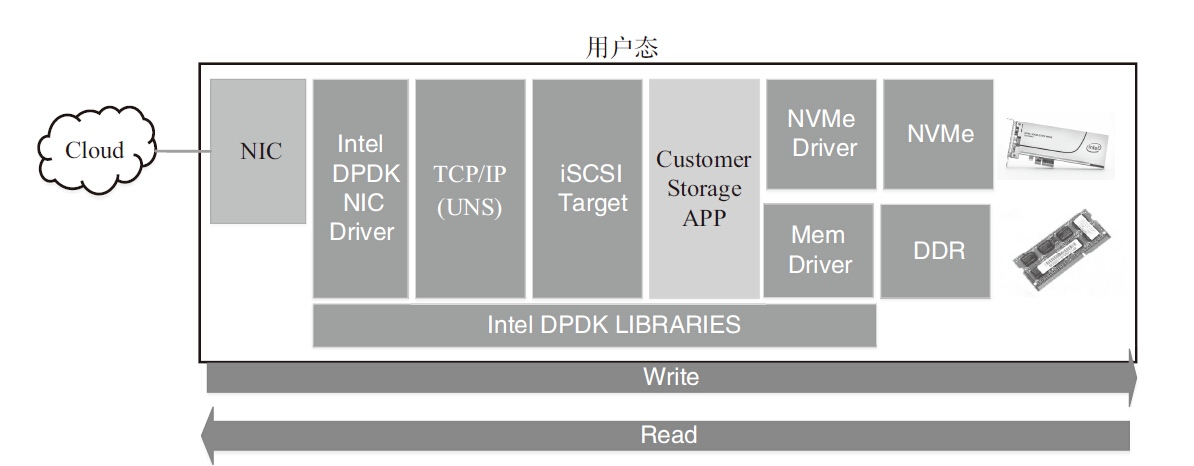 用户态
Cloud
NIC
Intel
DPDK
NIC
Driver
TCP/IP
(UNS)
iSCSI
Target
Customer
Storage
APP
NVMe
Driver
NVMe
Mem
Driver
DDR
intel
Intel DPDK LIBRARIES
Write
Read